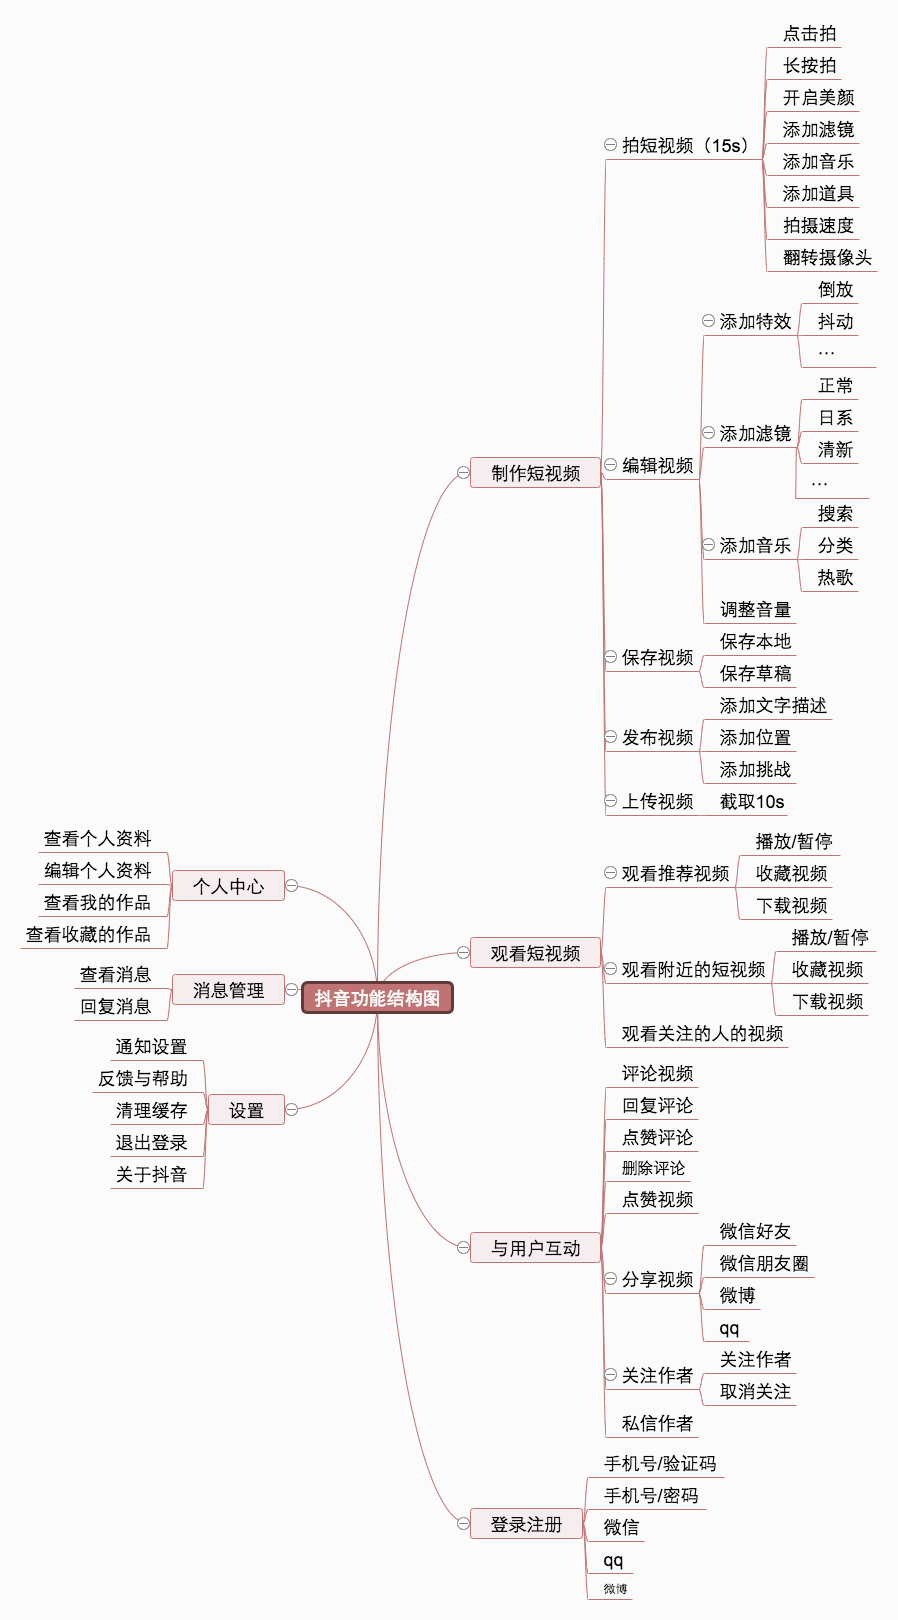 抖音功能结构图
制作短视频
拍短视频（15s）
点击拍
长按拍
开启美颜
添加滤镜
添加音乐
添加道具
拍摄速度
翻转摄像头
编辑视频
添加特效
倒放
抖动
...
添加滤镜
正常
日系
清新
...
添加音乐
搜索
分类
热歌
调整音量
保存视频
保存本地
保存草稿
发布视频
添加文字描述
添加位置
添加挑战
上传视频
截取10s
观看短视频
观看推荐视频
播放/暂停
收藏视频
下载视频
观看附近的短视频
播放/暂停
收藏视频
下载视频
观看关注的人的视频
与用户互动
评论视频
回复评论
点赞评论
删除评论
点赞视频
分享视频
微信好友
微信朋友圈
微博
qq
关注作者
关注作者
取消关注
私信作者
登录注册
手机号/验证码
手机号/密码
微信
qq
微博
个人中心
查看个人资料
编辑个人资料
查看我的作品
查看收藏的作品
消息管理
查看消息
回复消息
设置
通知设置
反馈与帮助
清理缓存
退出登录
关于抖音